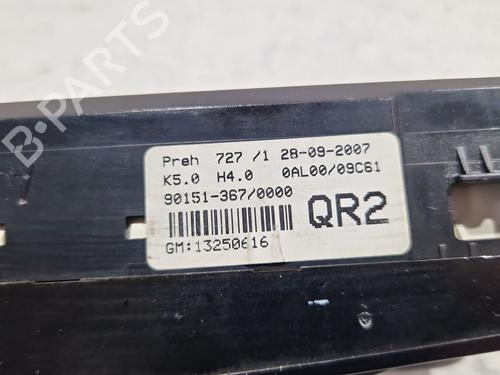 B-PARTS
Preh 727 /1 28-09-2007
K5.0 H4.0 0AL00/09C61
90151-367/0000
QR2
GM:13250616